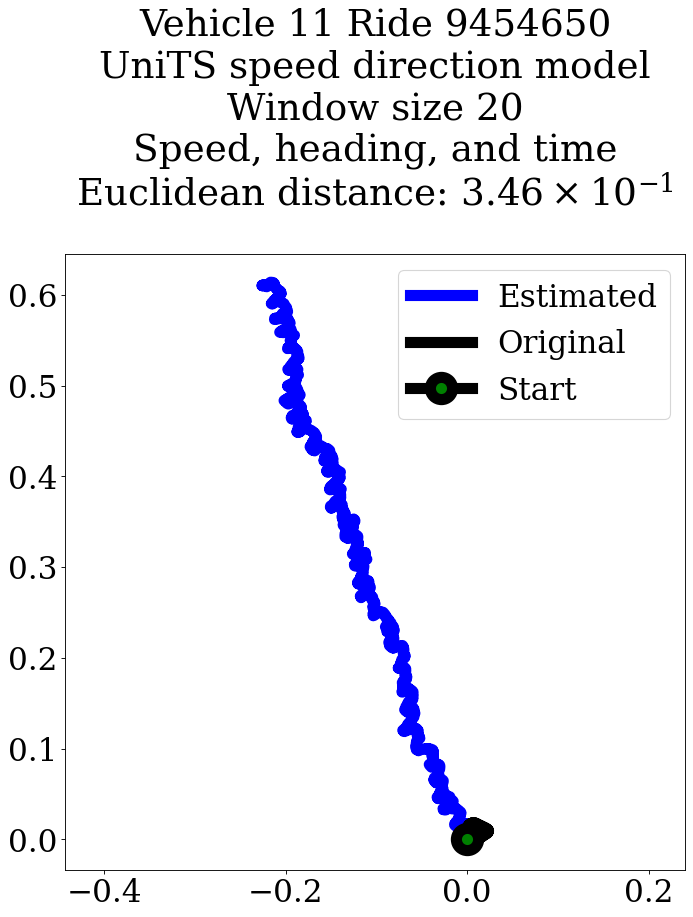 Vehicle 11 Ride 9454650
UniTS speed direction model
Window size 20
Speed, heading, and time
Euclidean distance: 3.46 × 10⁻¹
Estimated
Original
Start
0.6
0.5
0.4
0.3
0.2
0.1
0.0
−0.4 −0.2 0.0 0.2